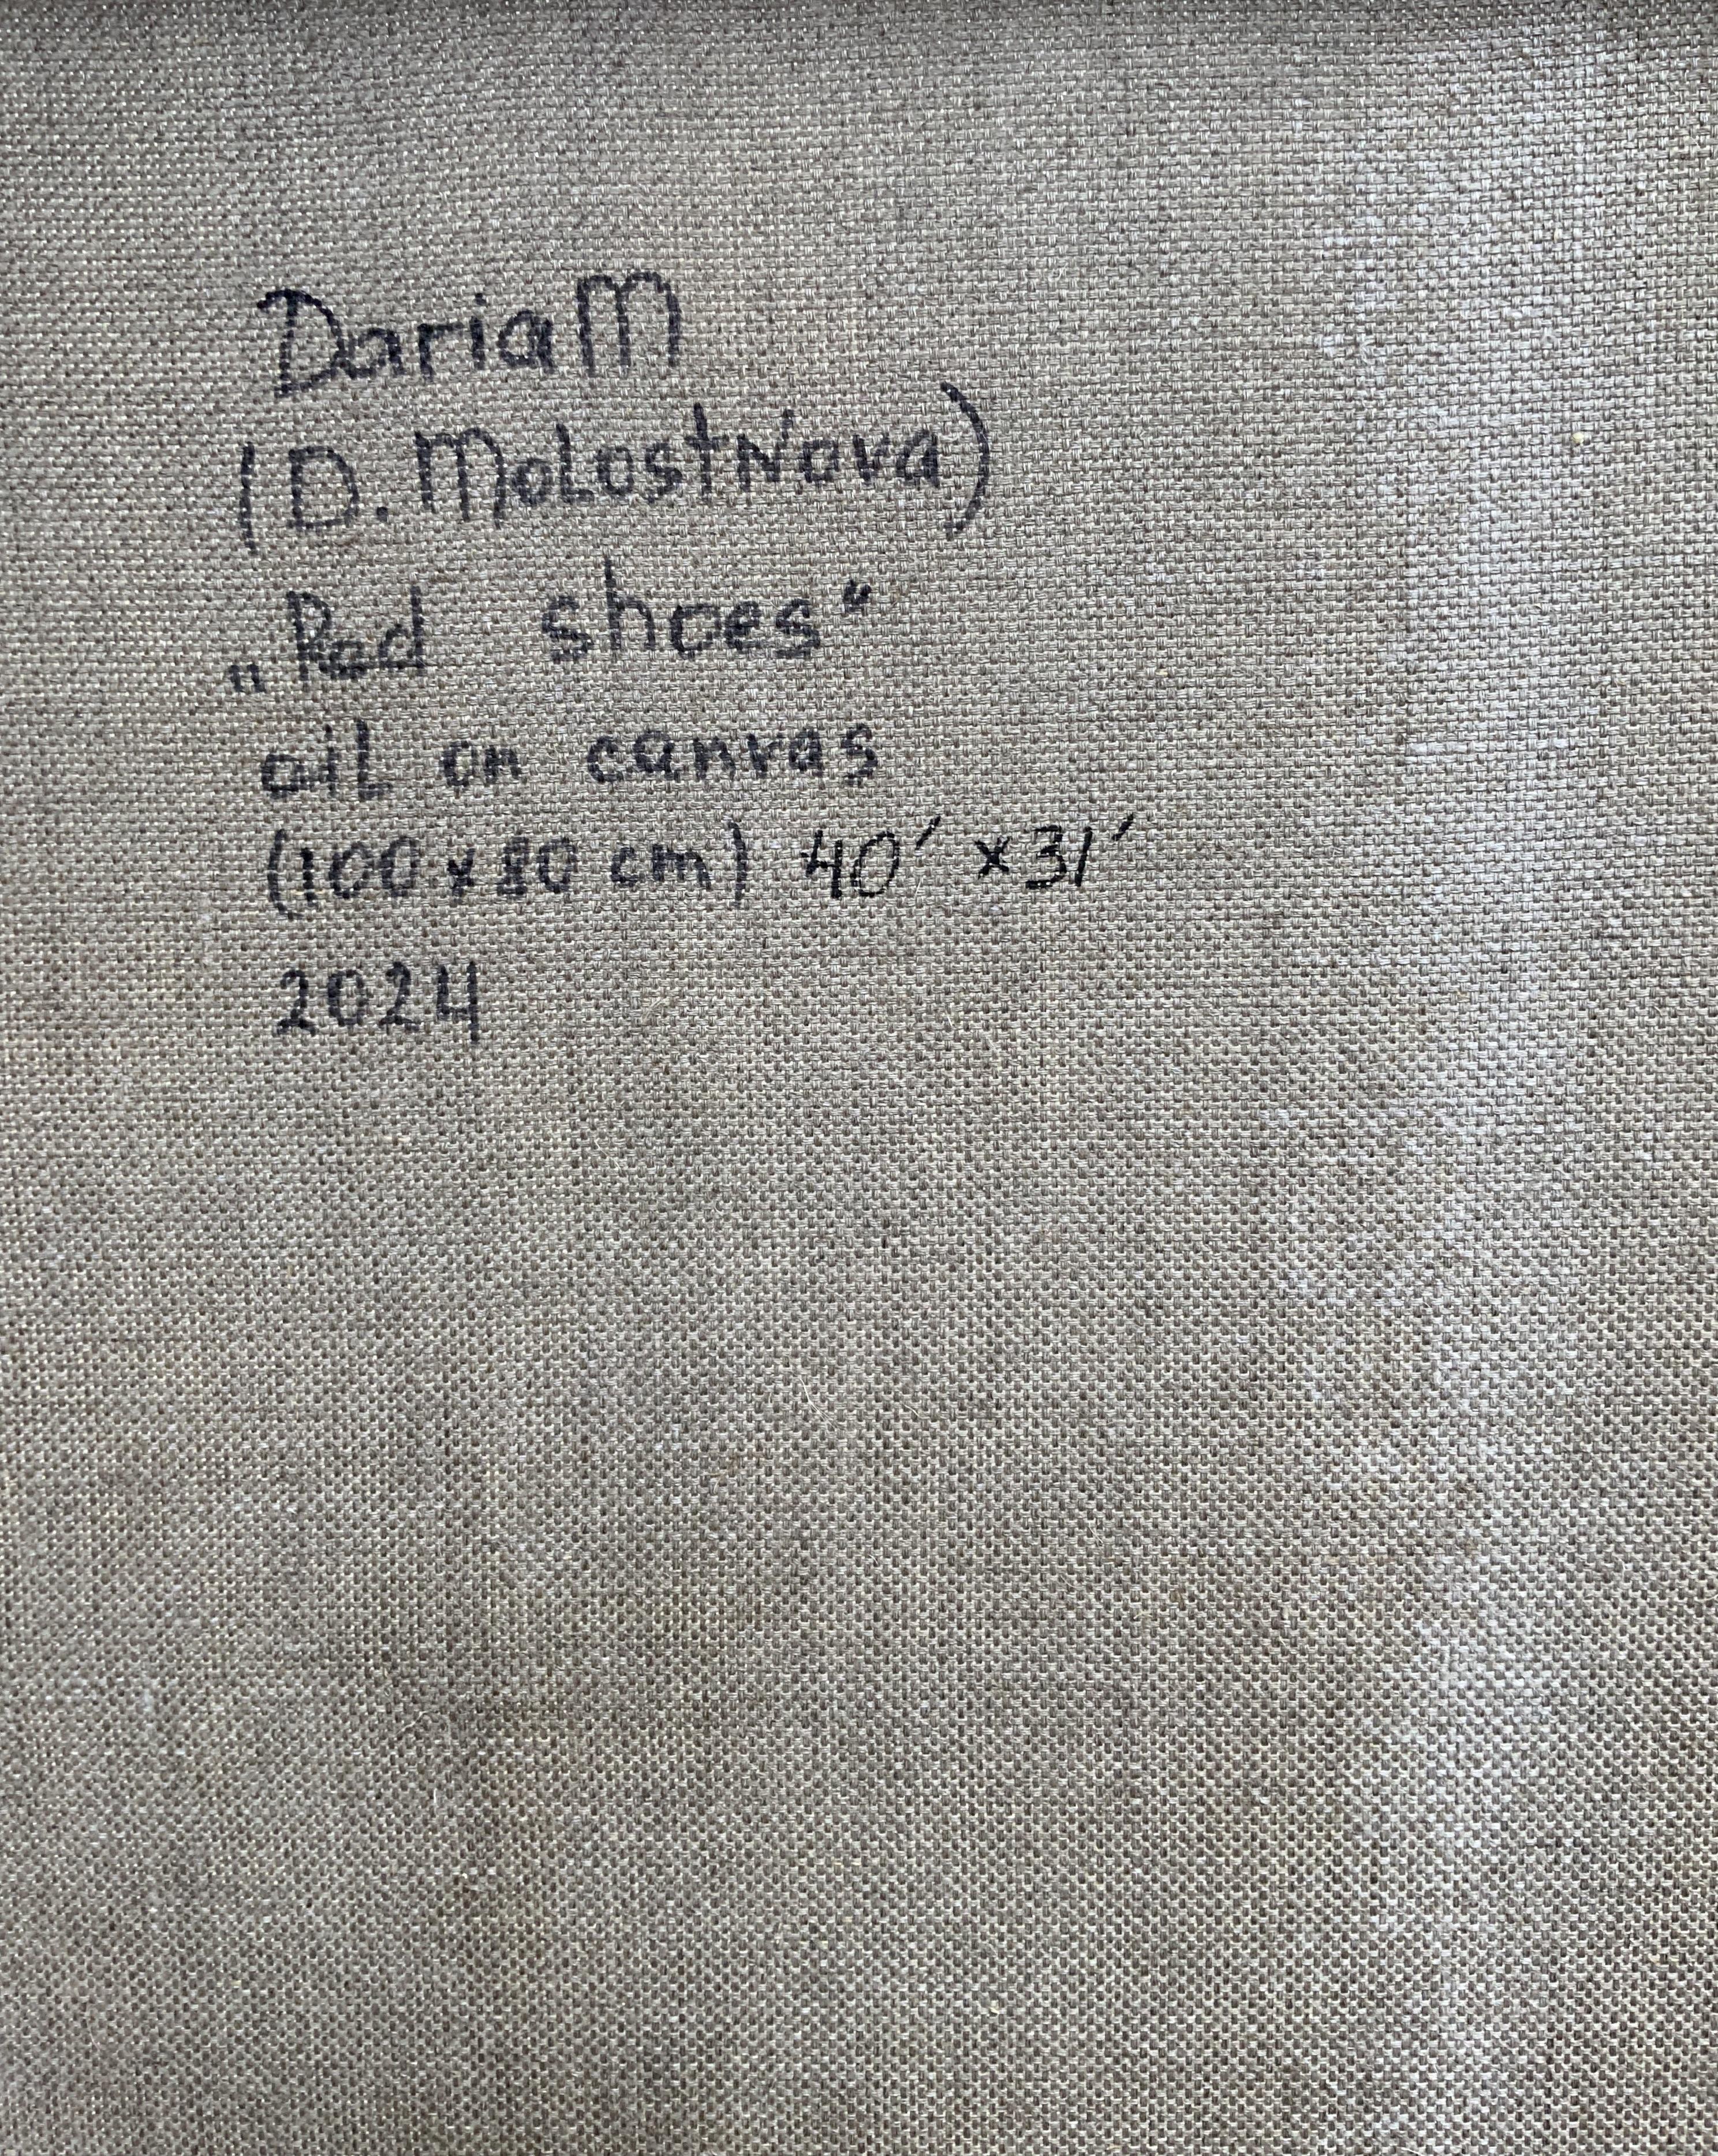 DariaM
(D. MoLostNova)
„Red shoes“
oiL on canvas
(100 x 80 cm) 40′ x 31′
2024